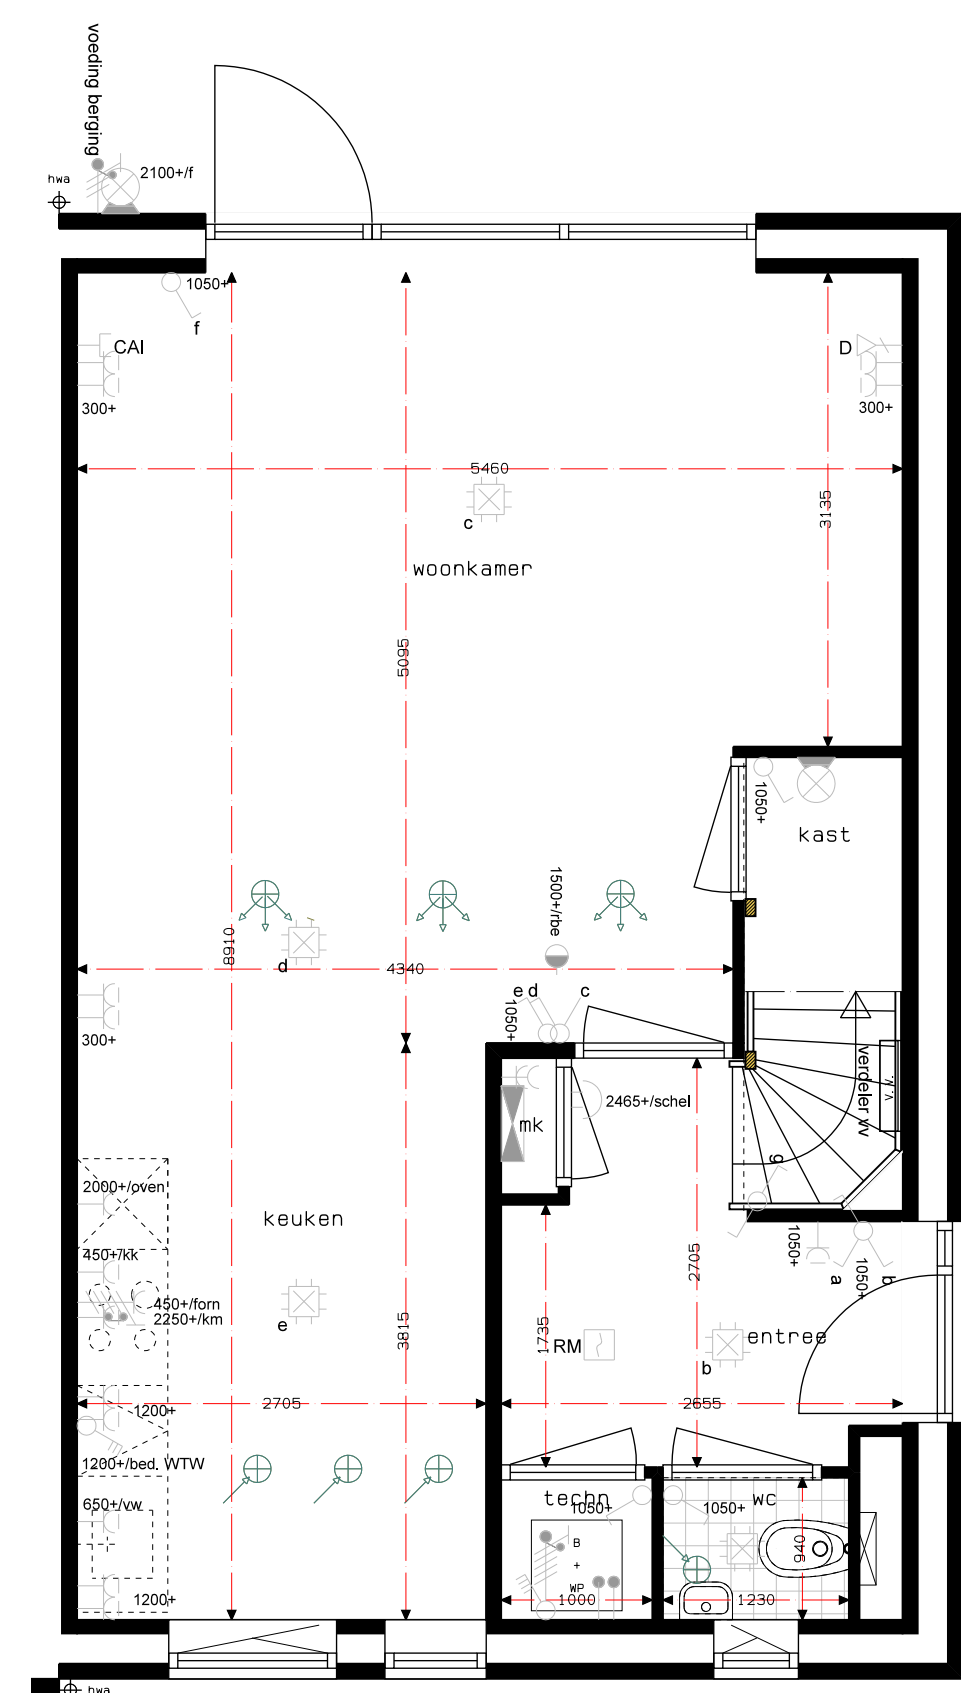 voeding berging
hwa
2100+/f
1050+
f
CAI
D
300+
300+
5460
3135
c
woonkamer
5095
1050+
kast
1500+/rbe
8910
d
4340
e d
c
1050+
300+
verdeler vv
v.v.
2465+/schel
mk
g
2000+/oven
keuken
450+/kk
2705
1050+
a
1050+
b
450+/forn
2250+/km
e
3815
1735
RM
entree
b
2705
2655
1200+
1200+/bed. WTW
650+/vw
techn
1050+
1050+
wc
B
+
WP
940
1000
1230
1200+
hwa